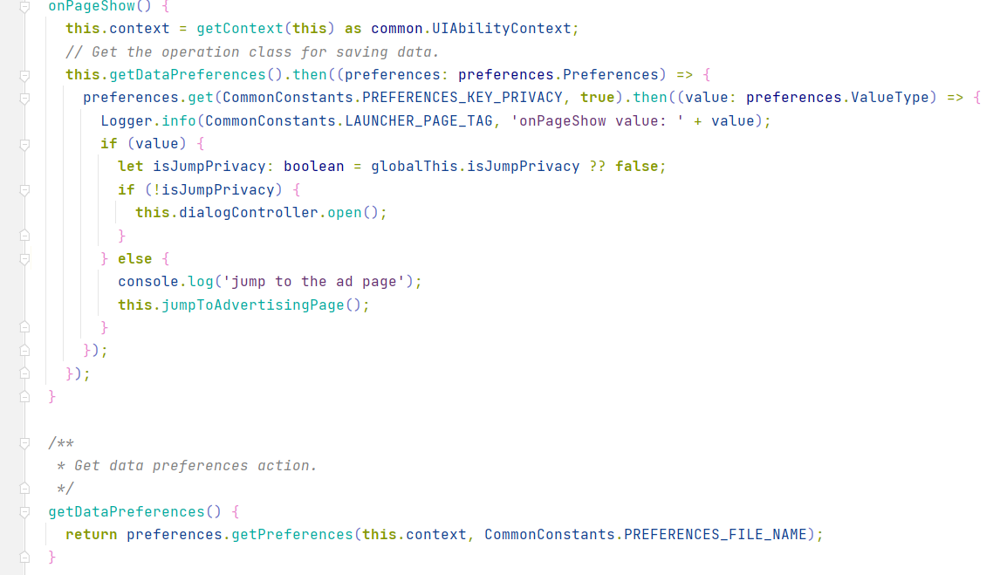 onPageShow() {
this.context = getContext(this) as common.UIAbilityContext;
// Get the operation class for saving data.
this.getDataPreferences().then((preferences: preferences.Preferences) => {
preferences.get(CommonConstants.PREFERENCES_KEY_PRIVACY, true).then((value: preferences.ValueType) => {
Logger.info(CommonConstants.LAUNCHER_PAGE_TAG, 'onPageShow value: ' + value);
if (value) {
let isJumpPrivacy: boolean = globalThis.isJumpPrivacy ?? false;
if (!isJumpPrivacy) {
this.dialogController.open();
}
} else {
console.log('jump to the ad page');
this.jumpToAdvertisingPage();
}
});
});
}
/**
* Get data preferences action.
*/
getDataPreferences() {
return preferences.getPreferences(this.context, CommonConstants.PREFERENCES_FILE_NAME);
}